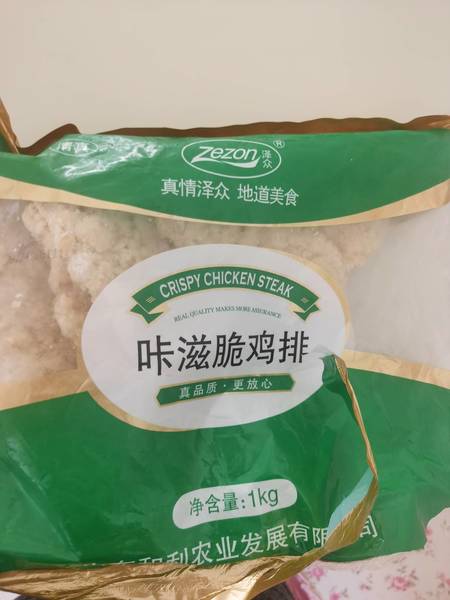 zezon 泽众®
真情泽众 地道美食
CRISPY CHICKEN STEAK
REAL QUALITY MAKES MORE ASSURANCE
咔滋脆鸡排
真品质·更放心
净含量:1kg
和利农业发展有限公司